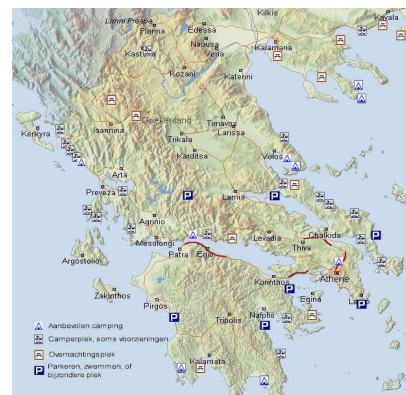 Limni Prespa
Kilkis
Florina
Edessa
Kavala
Naousa
Kastoria
Veria
Kalamaria
Kozani
Katerini
Kerkyra
Ioannina
Griekenland
Tirnavos
Larissa
Trikala
Karditsa
Volos
Arta
Preveza
Lamia
Agrinio
Mesolongi
Levadia
Chalkida
Patra
Egio
Thiva
Argostolio
Athene
Korinthos
Zakinthos
Pirgos
Egina
Tripolis
Nafplio
Kalamata
Aanbevolen camping
Camperplek, soms voorzieningen
Overnachtingsplek
P Parkeren, zwemmen, of
bijzondere plek